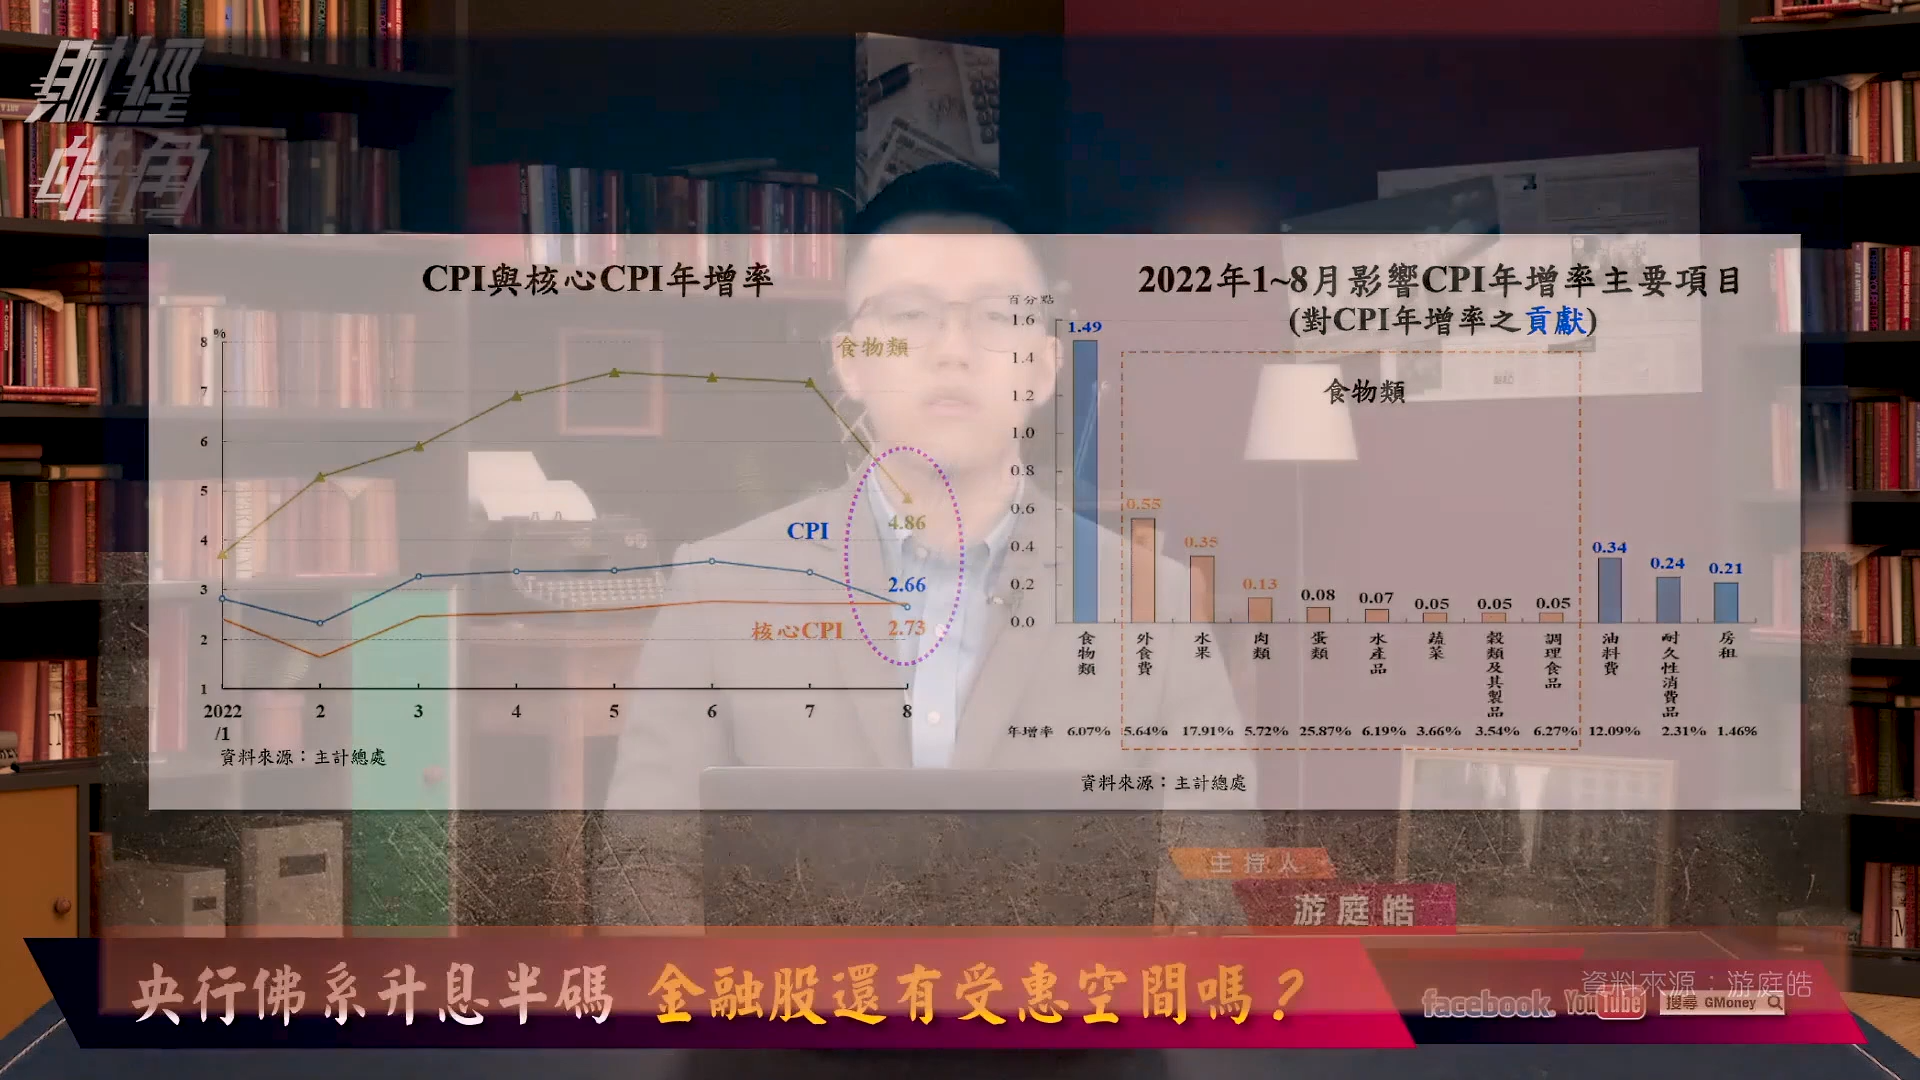 財經
皓角
CPI與核心CPI年增率
%
8
7
6
5
4
3
2
1
食物類
4.86
CPI
2.66
核心CPI
2.73
2022
/1
2 3 4 5 6 7 8
資料來源：主計總處
2022年1~8月影響CPI年增率主要項目
(對CPI年增率之貢獻)
百分點
1.6
1.4
1.2
1.0
0.8
0.6
0.4
0.2
0.0
食物類
1.49 0.55 0.35 0.13 0.08 0.07 0.05 0.05 0.05 0.34 0.24 0.21
食物類 外食費 水果 肉類 蛋類 水產品 蔬菜 穀類及其製品 調理食品 油料費 耐久性消費品 房租
年增率 6.07% 5.64% 17.91% 5.72% 25.87% 6.19% 3.66% 3.54% 6.27% 12.09% 2.31% 1.46%
資料來源：主計總處
主持人
游庭皓
央行佛系升息半碼 金融股還有受惠空間嗎？
資料來源：游庭皓
facebook. YouTube 搜尋 GMoney